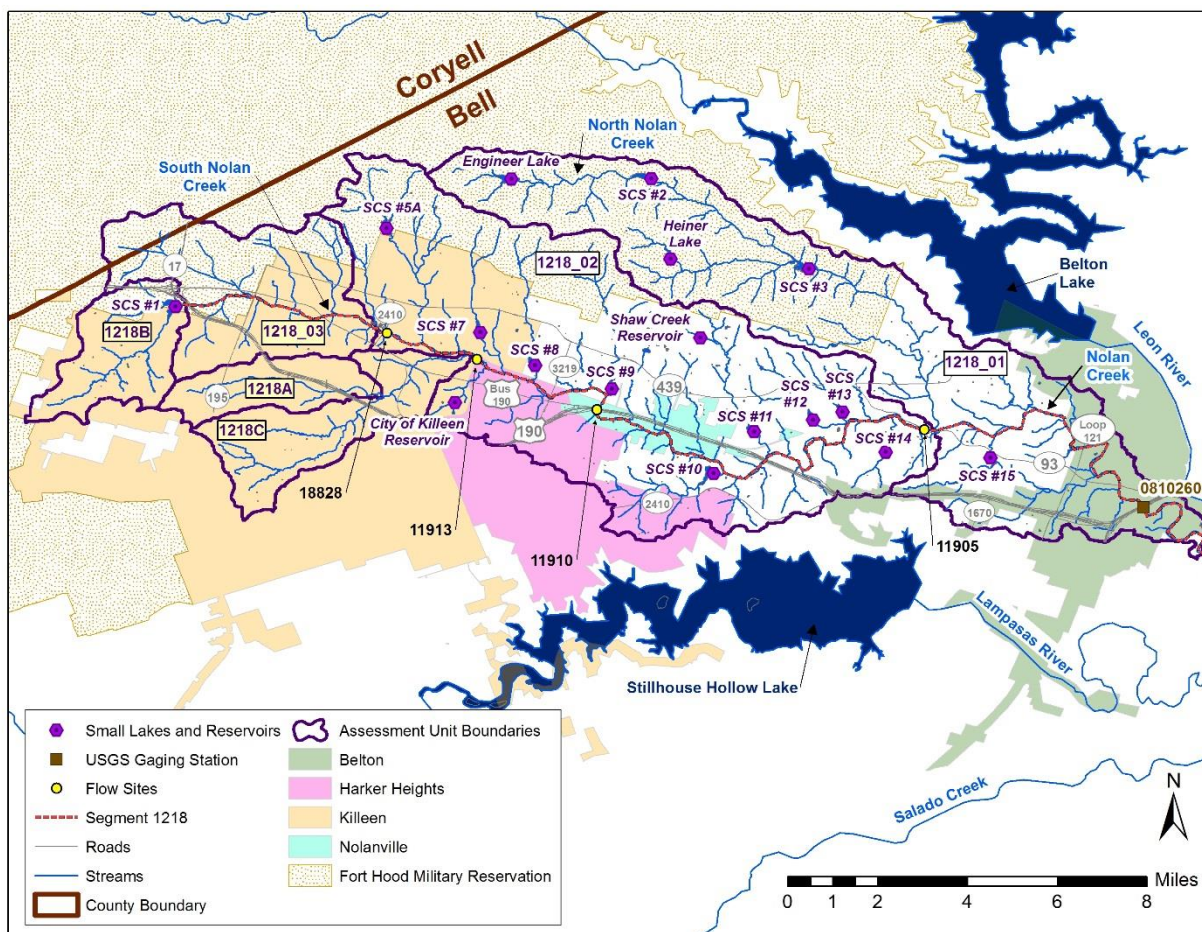 Coryell
Bell
North Nolan
Creek
South Nolan
Creek
Engineer Lake
SCS #2
SCS #5A
Heiner
Lake
1218_02
SCS #3
Belton
Lake
17
SCS #1
1218B
1218_03
2410
SCS #7
Shaw Creek
Reservoir
1218_01
Leon River
Nolan
Creek
SCS #8
3219
SCS #9
439
SCS
#12
SCS
#13
195
1218A
Bus
190
City of Killeen
Reservoir
190
SCS #11
SCS #14
Loop
121
1218C
SCS #10
SCS #15
93
0810260
18828
2410
1670
11913
11910
11905
Lampasas
River
Stillhouse Hollow Lake
Salado Creek
Small Lakes and Reservoirs
USGS Gaging Station
Flow Sites
Segment 1218
Roads
Streams
County Boundary
Assessment Unit Boundaries
Belton
Harker Heights
Killeen
Nolanville
Fort Hood Military Reservation
N
Miles
0 1 2 4 6 8